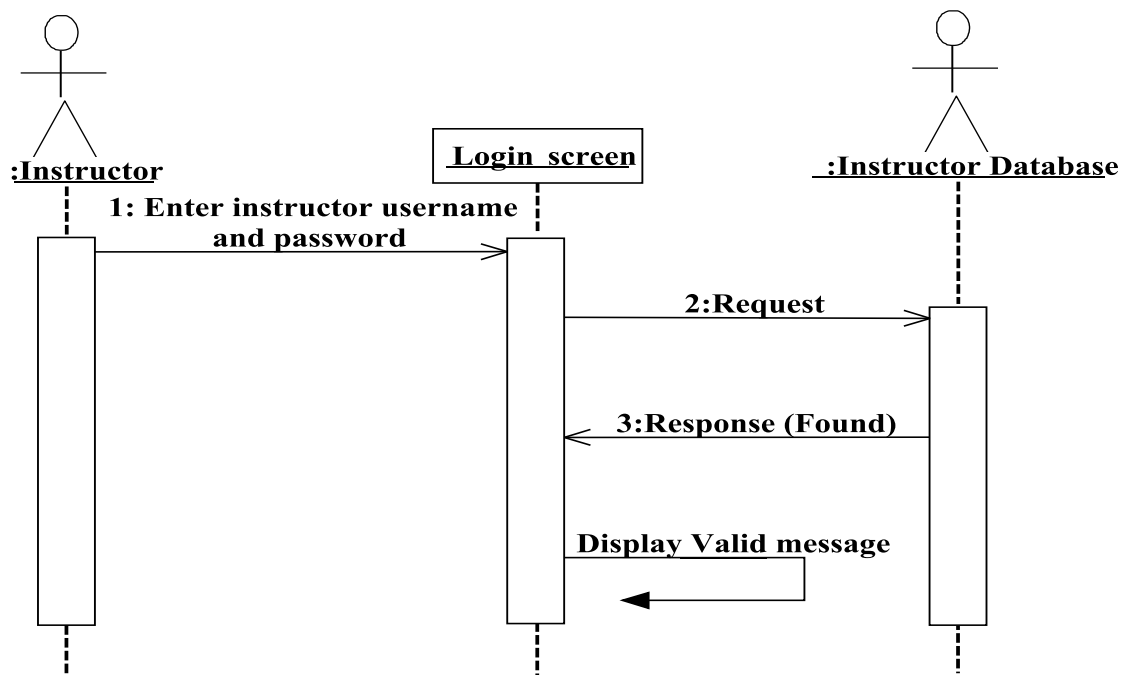 :Instructor
Login screen
:Instructor Database
1: Enter instructor username
and password
2:Request
3:Response (Found)
Display Valid message